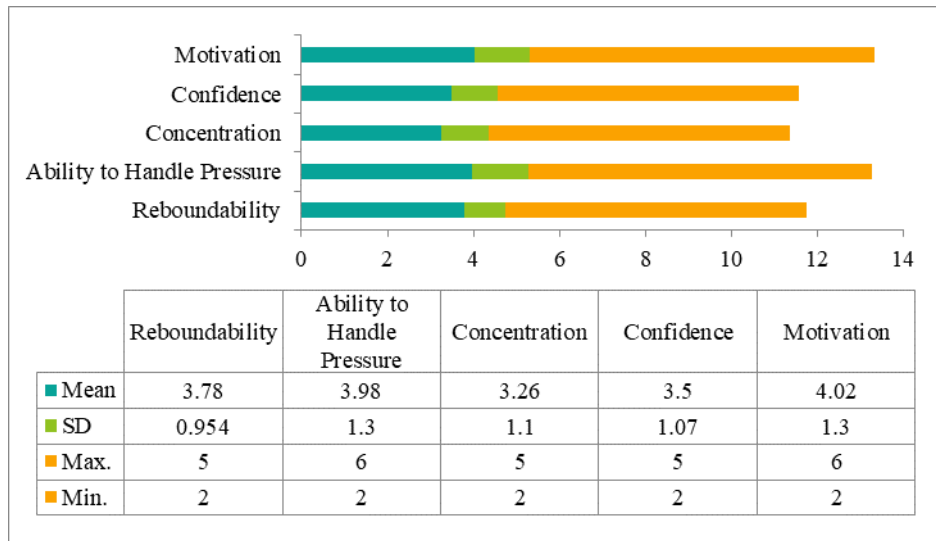 Motivation
Confidence
Concentration
Ability to Handle Pressure
Reboundability
0 2 4 6 8 10 12 14
Reboundability Ability to Handle Pressure Concentration Confidence Motivation
Mean 3.78 3.98 3.26 3.5 4.02
SD 0.954 1.3 1.1 1.07 1.3
Max. 5 6 5 5 6
Min. 2 2 2 2 2